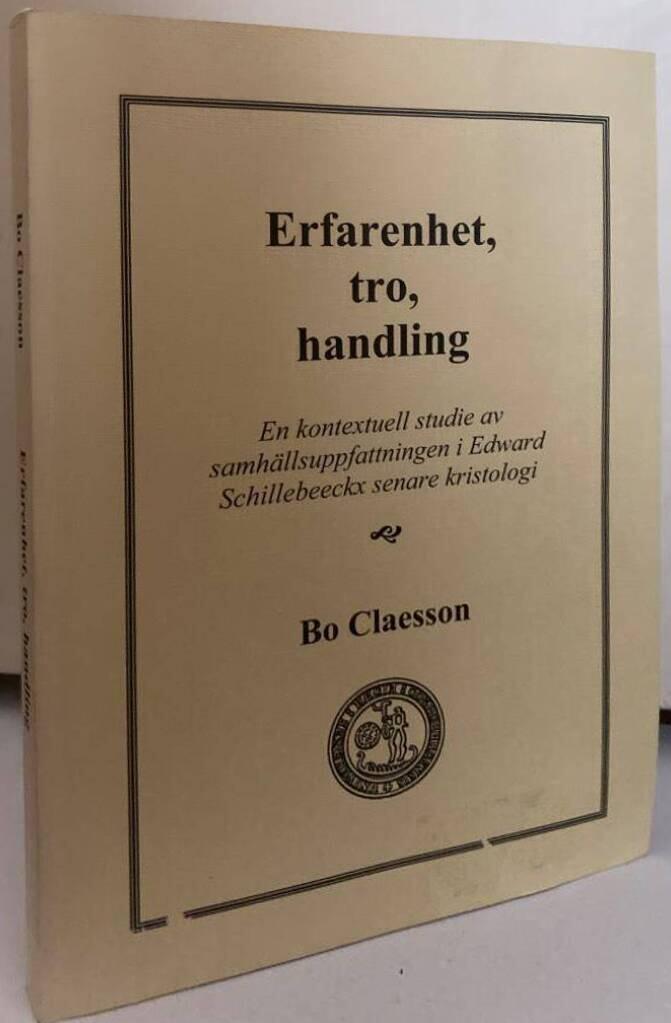 Erfarenhet,
tro,
handling
En kontextuell studie av
samhällsuppfattningen i Edward
Schillebeeckx senare kristologi
Bo Claesson
Bo Claesson Erfarenhet, tro, handling